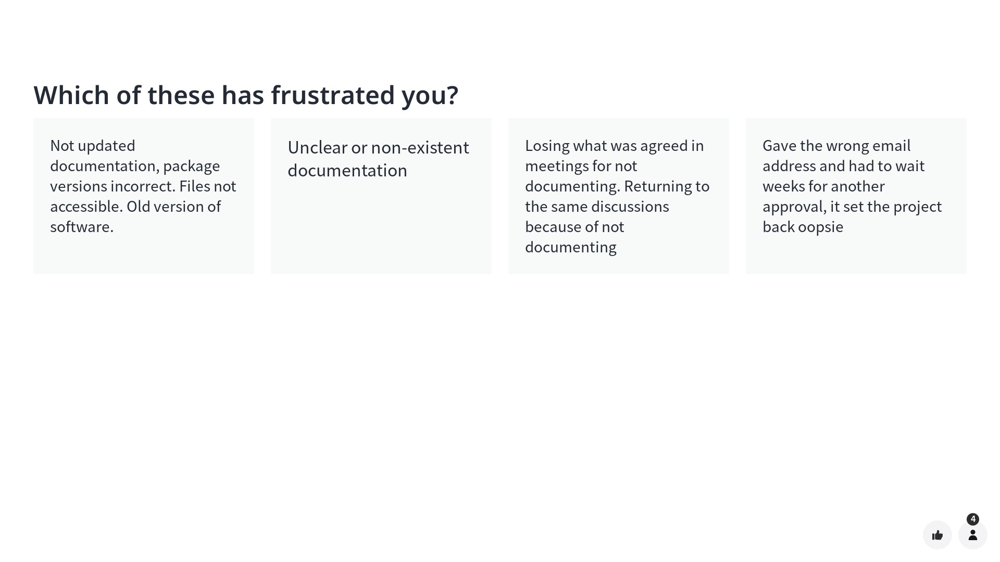 Which of these has frustrated you?
Not updated
documentation, package
versions incorrect. Files not
accessible. Old version of
software.
Unclear or non-existent
documentation
Losing what was agreed in
meetings for not
documenting. Returning to
the same discussions
because of not
documenting
Gave the wrong email
address and had to wait
weeks for another
approval, it set the project
back oopsie
4